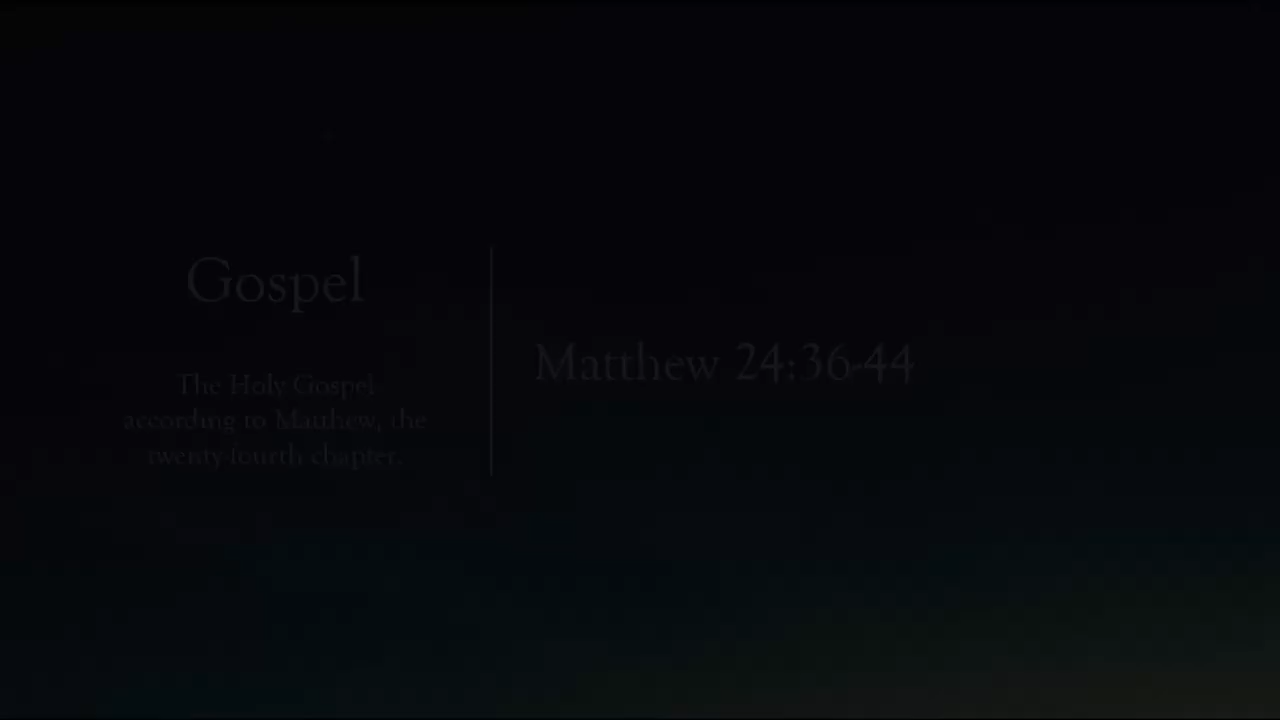 Gospel
The Holy Gospel
according to Matthew, the
twenty-fourth chapter.
Matthew 24:36-44